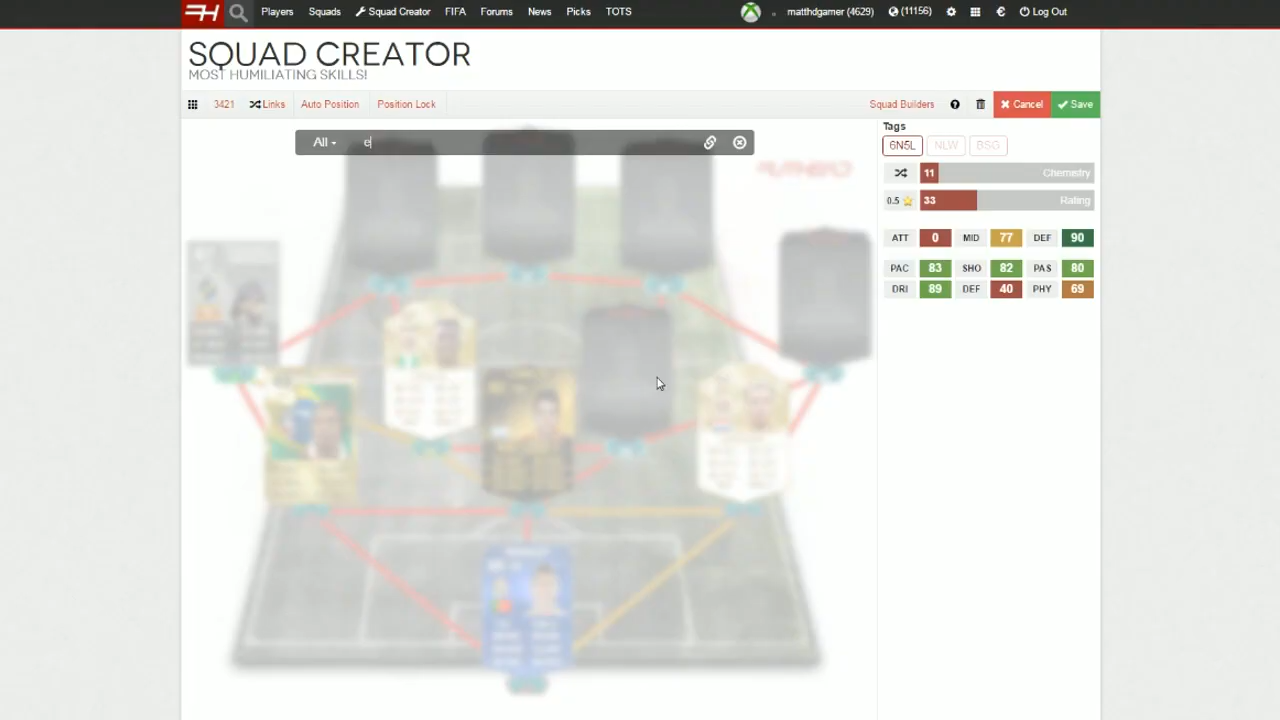 FH Players Squads Squad Creator FIFA Forums News Picks TOTS matthdgamer (4629) (11156) € Log Out
SQUAD CREATOR
MOST HUMILIATING SKILLS!
3421 Links Auto Position Position Lock Squad Builders Cancel Save
Tags
6N5L NLW BSG
11 Chemistry
0.5 33 Rating
ATT 0 MID 77 DEF 90
PAC 83 SHO 82 PAS 80
DRI 89 DEF 40 PHY 69
All e